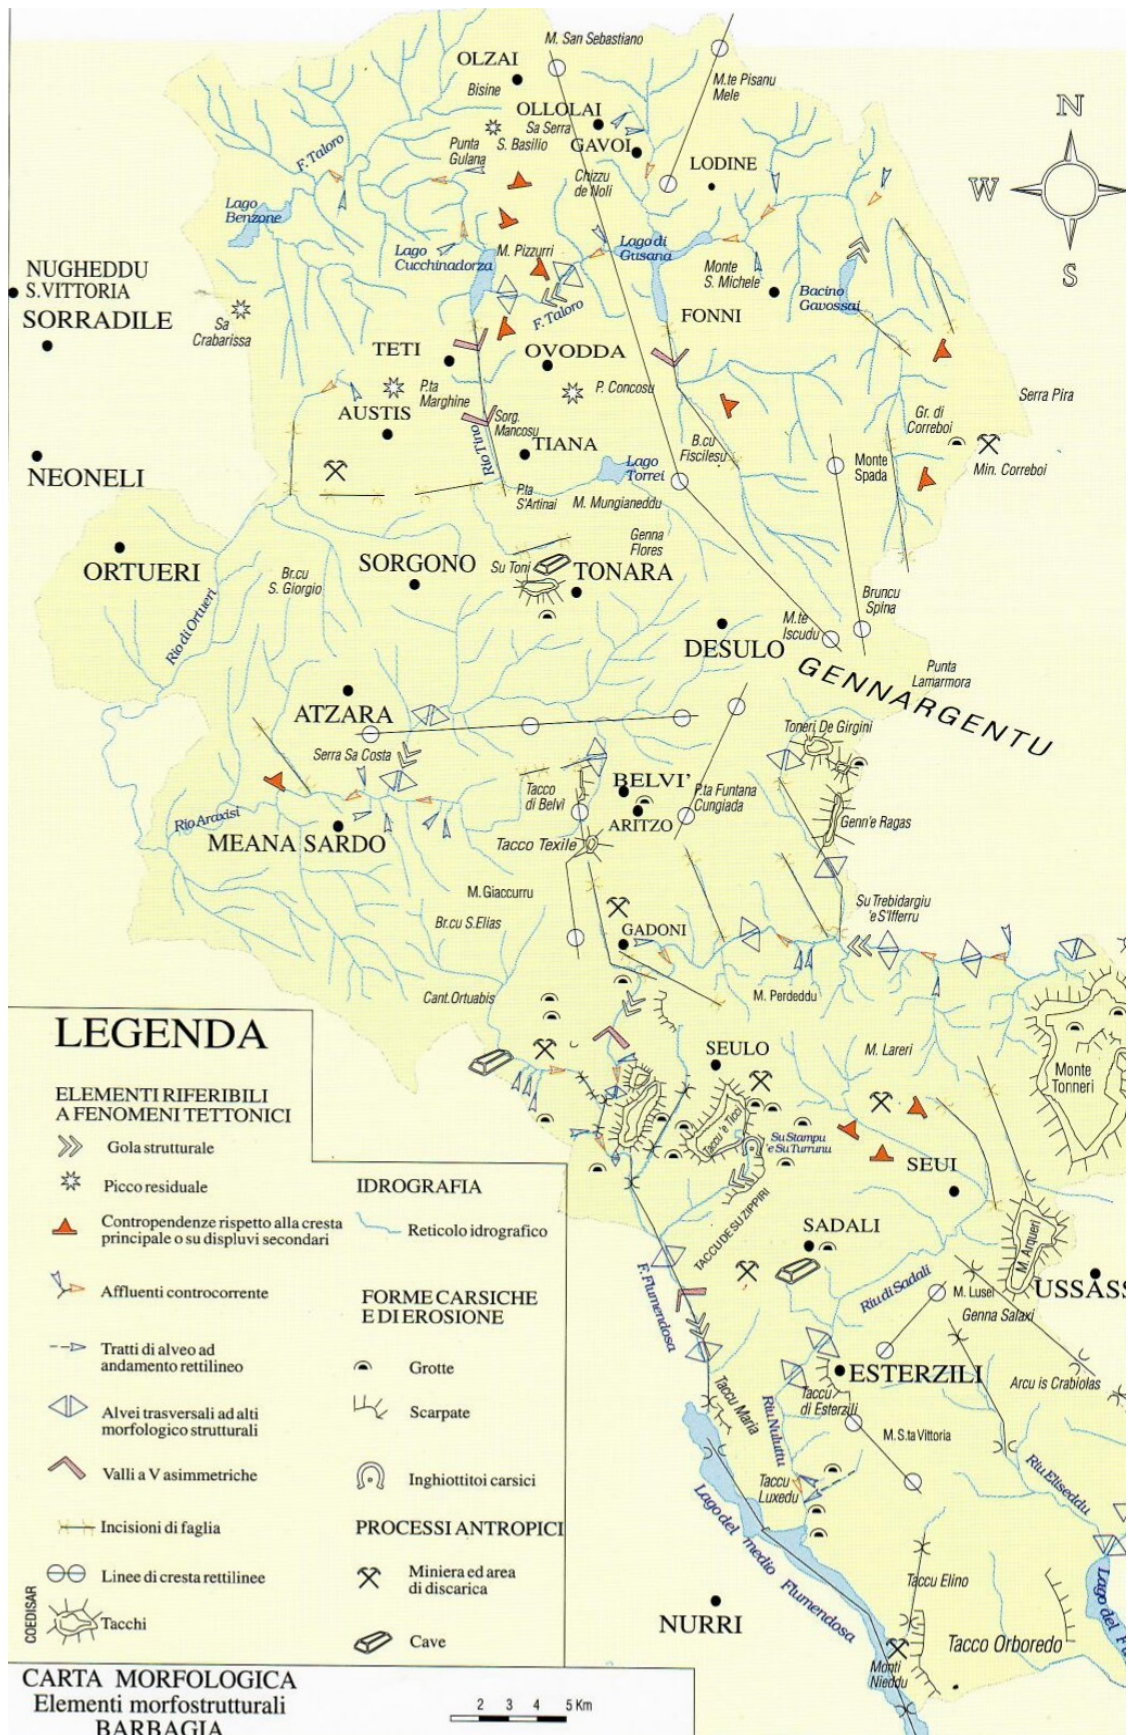 M. San Sebastiano
OLZAI
Bisine
M.te Pisanu
Mele
OLLOLAI
Sa Serra
S. Basilio
GAVOI
Punta
Gulana
F. Taloro
Chizzu
de Noli
LODINE
N
W
S
Lago
Benzone
Lago
Cucchinadorza
M. Pizzurri
Lago di
Gusana
Monte
S. Michele
Bacino
Gavossai
NUGHEDDU
S.VITTORIA
SORRADILE
Sa
Crabarissa
F. Taloro
FONNI
TETI
OVODDA
P.ta
Marghine
P. Concosu
Serra Pira
AUSTIS
Sorg.
Mancosu
Rio Tino
TIANA
Gr. di
Correboi
B.cu
Fiscilesu
Monte
Spada
Min. Correboi
NEONELI
Lago
Torrei
P.ta
S'Artinai
M. Mungianeddu
Genna
Flores
ORTUERI
Br.cu
S. Giorgio
SORGONO
Su Toni
TONARA
Rio di Ortueri
Bruncu
Spina
M.te
Iscudu
DESULO
GENNARGENTU
Punta
Lamarmora
ATZARA
Serra Sa Costa
Toneri De Girgini
BELVI'
Tacco
di Belvì
P.ta Funtana
Cungiada
ARITZO
Genn'e Ragas
Rio Araxisi
MEANA SARDO
Tacco Texile
M. Giaccurru
Br.cu S.Elias
GADONI
Su Trebidargiu
'e S'Ifferru
Cant. Ortuabis
M. Perdeddu
SEULO
M. Lareri
Monte
Tonneri
Taccu 'e Ticci
Su Stampu
'e Su Turrunu
SEUI
TACCU DE SU ZIPPIRI
SADALI
M. Arqueri
F. Flumendosa
Riu di Sadali
M. Lusei
USSASS
Genna Salaxi
ESTERZILI
Arcu is Crabiolas
Taccu Maria
Riu Nuluttu
Taccu
di Esterzili
M. S.ta Vittoria
Riu Eliseddu
Taccu
Luxedu
Lago del medio Flumendosa
Taccu Elino
Lago del F
NURRI
Tacco Orboredo
Monti
Nieddu
LEGENDA
ELEMENTI RIFERIBILI
A FENOMENI TETTONICI
Gola strutturale
Picco residuale
Contropendenze rispetto alla cresta
principale o su displuvi secondari
Affluenti controcorrente
Tratti di alveo ad
andamento rettilineo
Alvei trasversali ad alti
morfologico strutturali
Valli a V asimmetriche
Incisioni di faglia
Linee di cresta rettilinee
Tacchi
IDROGRAFIA
Reticolo idrografico
FORME CARSICHE
E DI EROSIONE
Grotte
Scarpate
Inghiottitoi carsici
PROCESSI ANTROPICI
Miniera ed area
di discarica
Cave
COEDISAR
CARTA MORFOLOGICA
Elementi morfostrutturali
BARBAGIA
2 3 4 5 Km